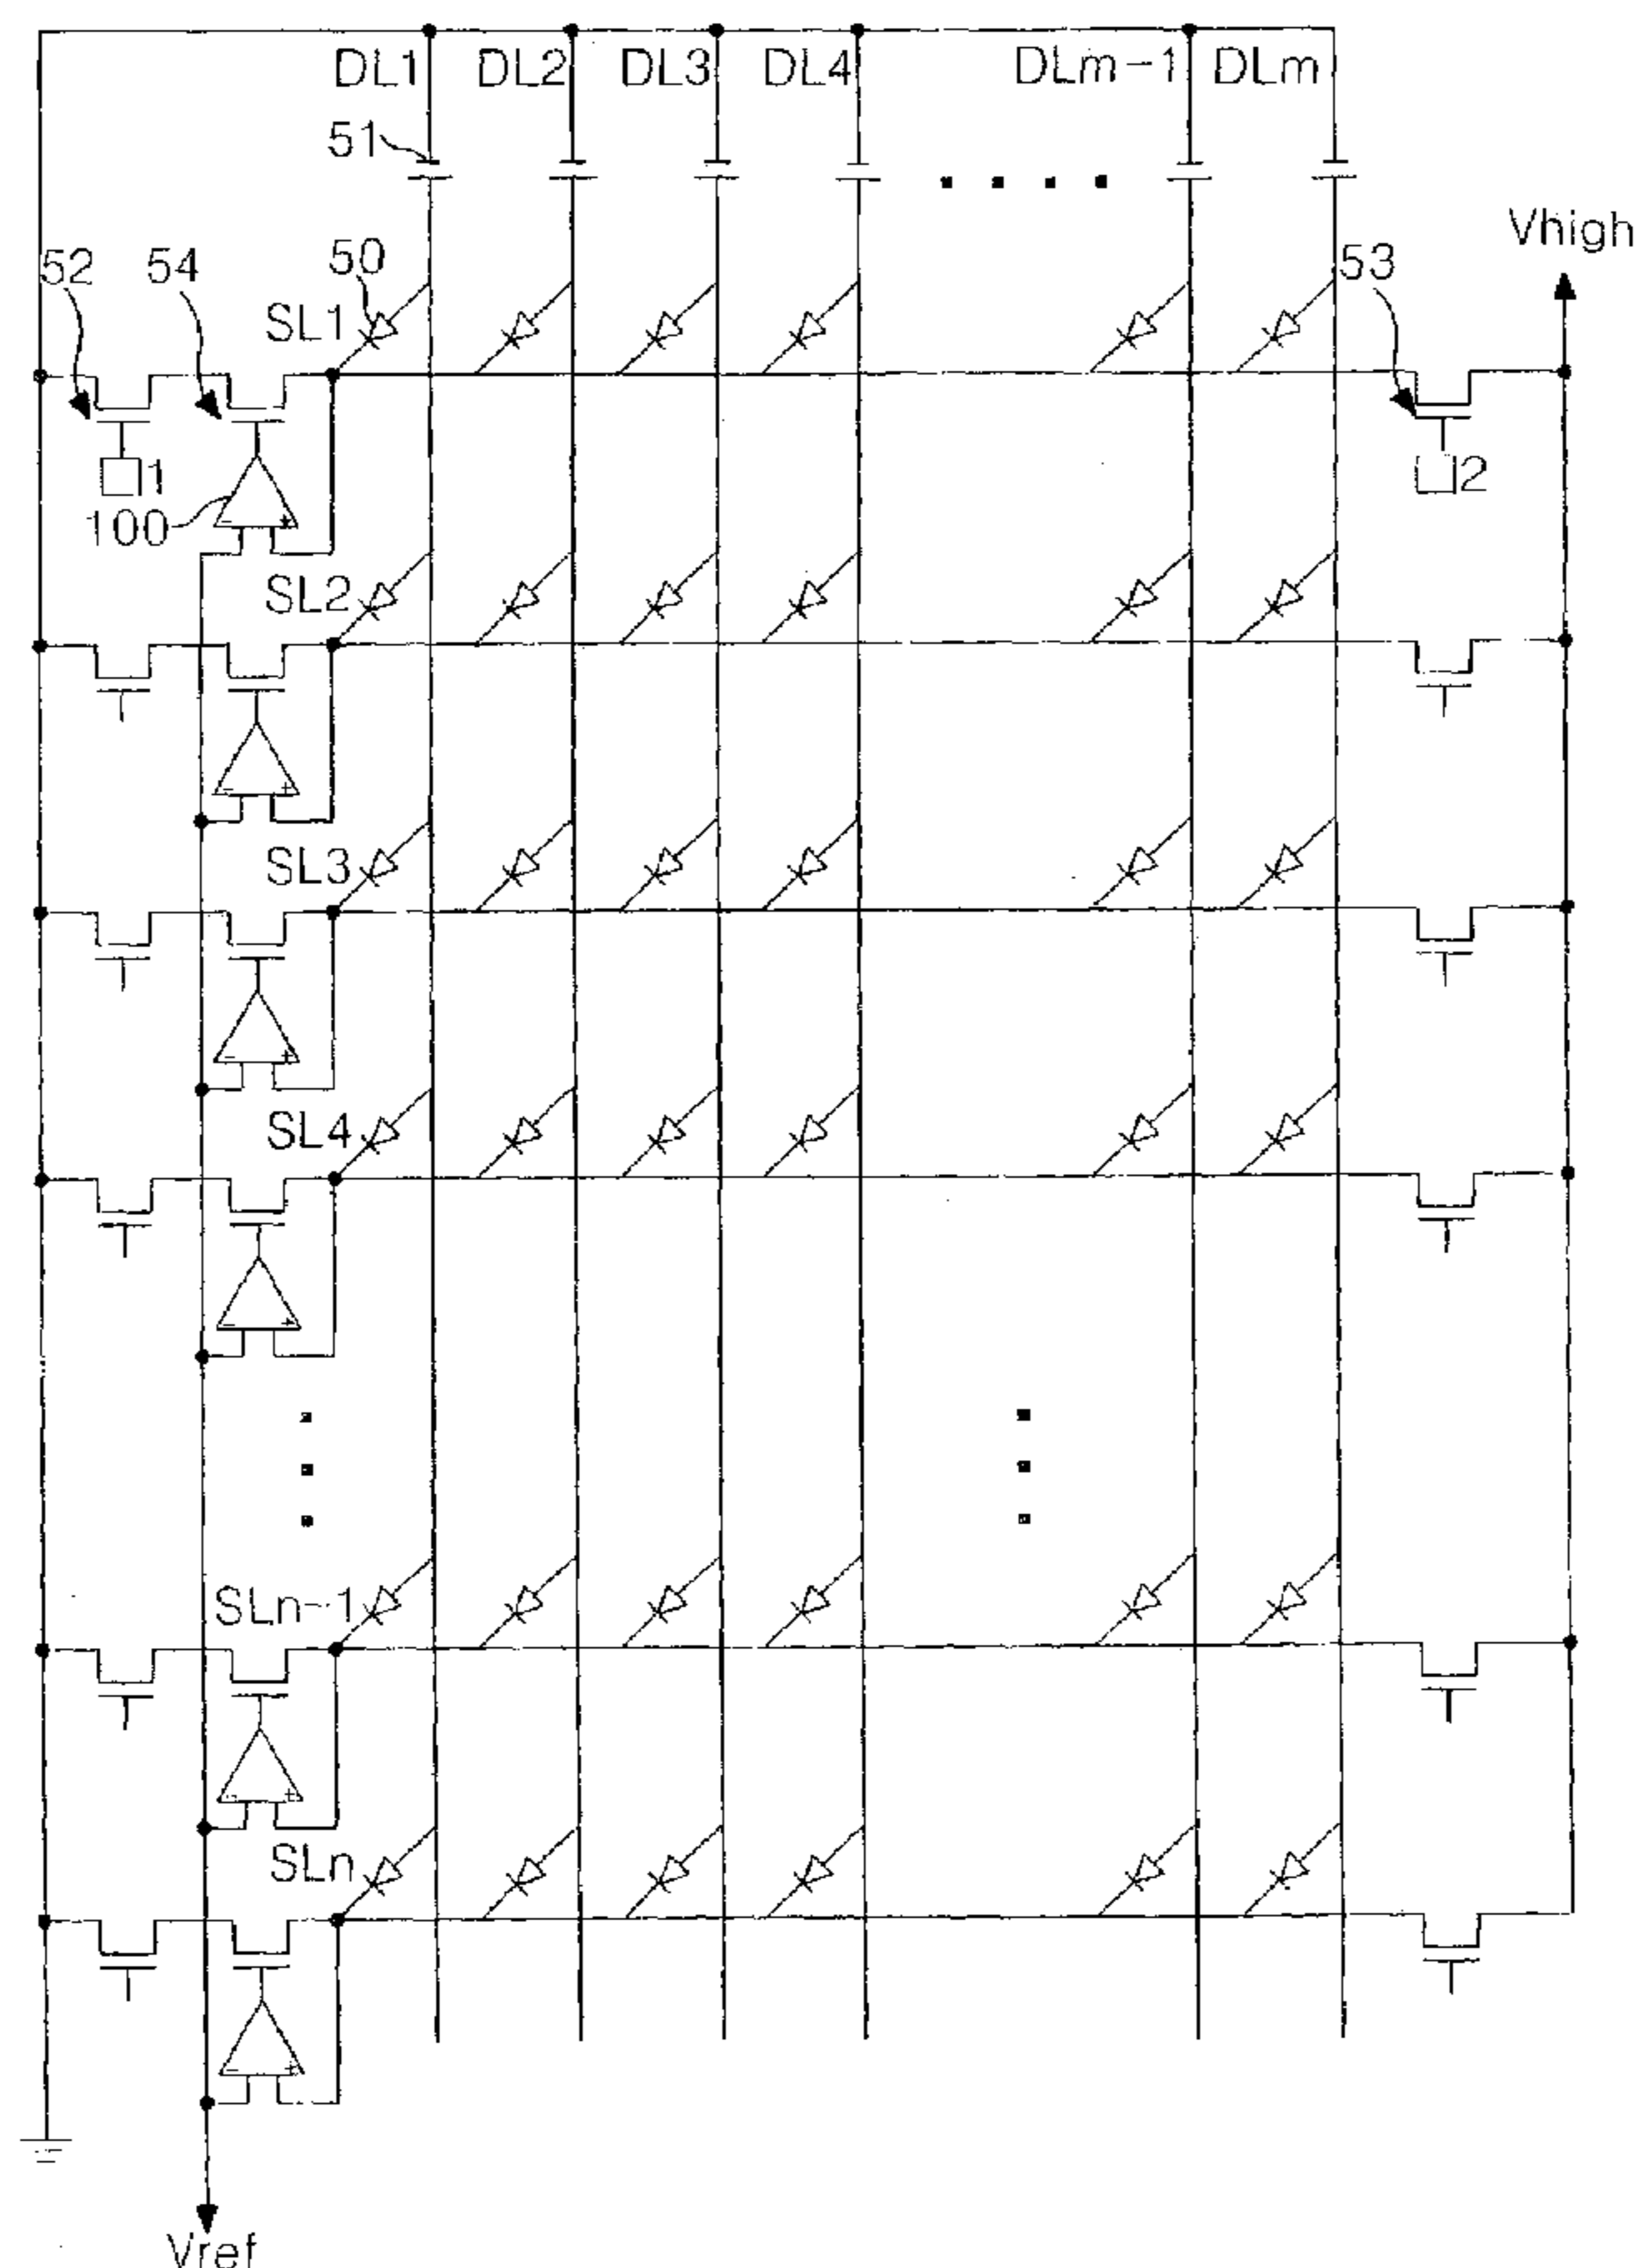 DL1 DL2 DL3 DL4 DLm-1 DLm
51
Vhigh
52 54 50 53
SL1
1 2
100
- +
SL2
- +
SL3
- +
SL4
- +
SLn-1
- +
SLn
- +
Vref